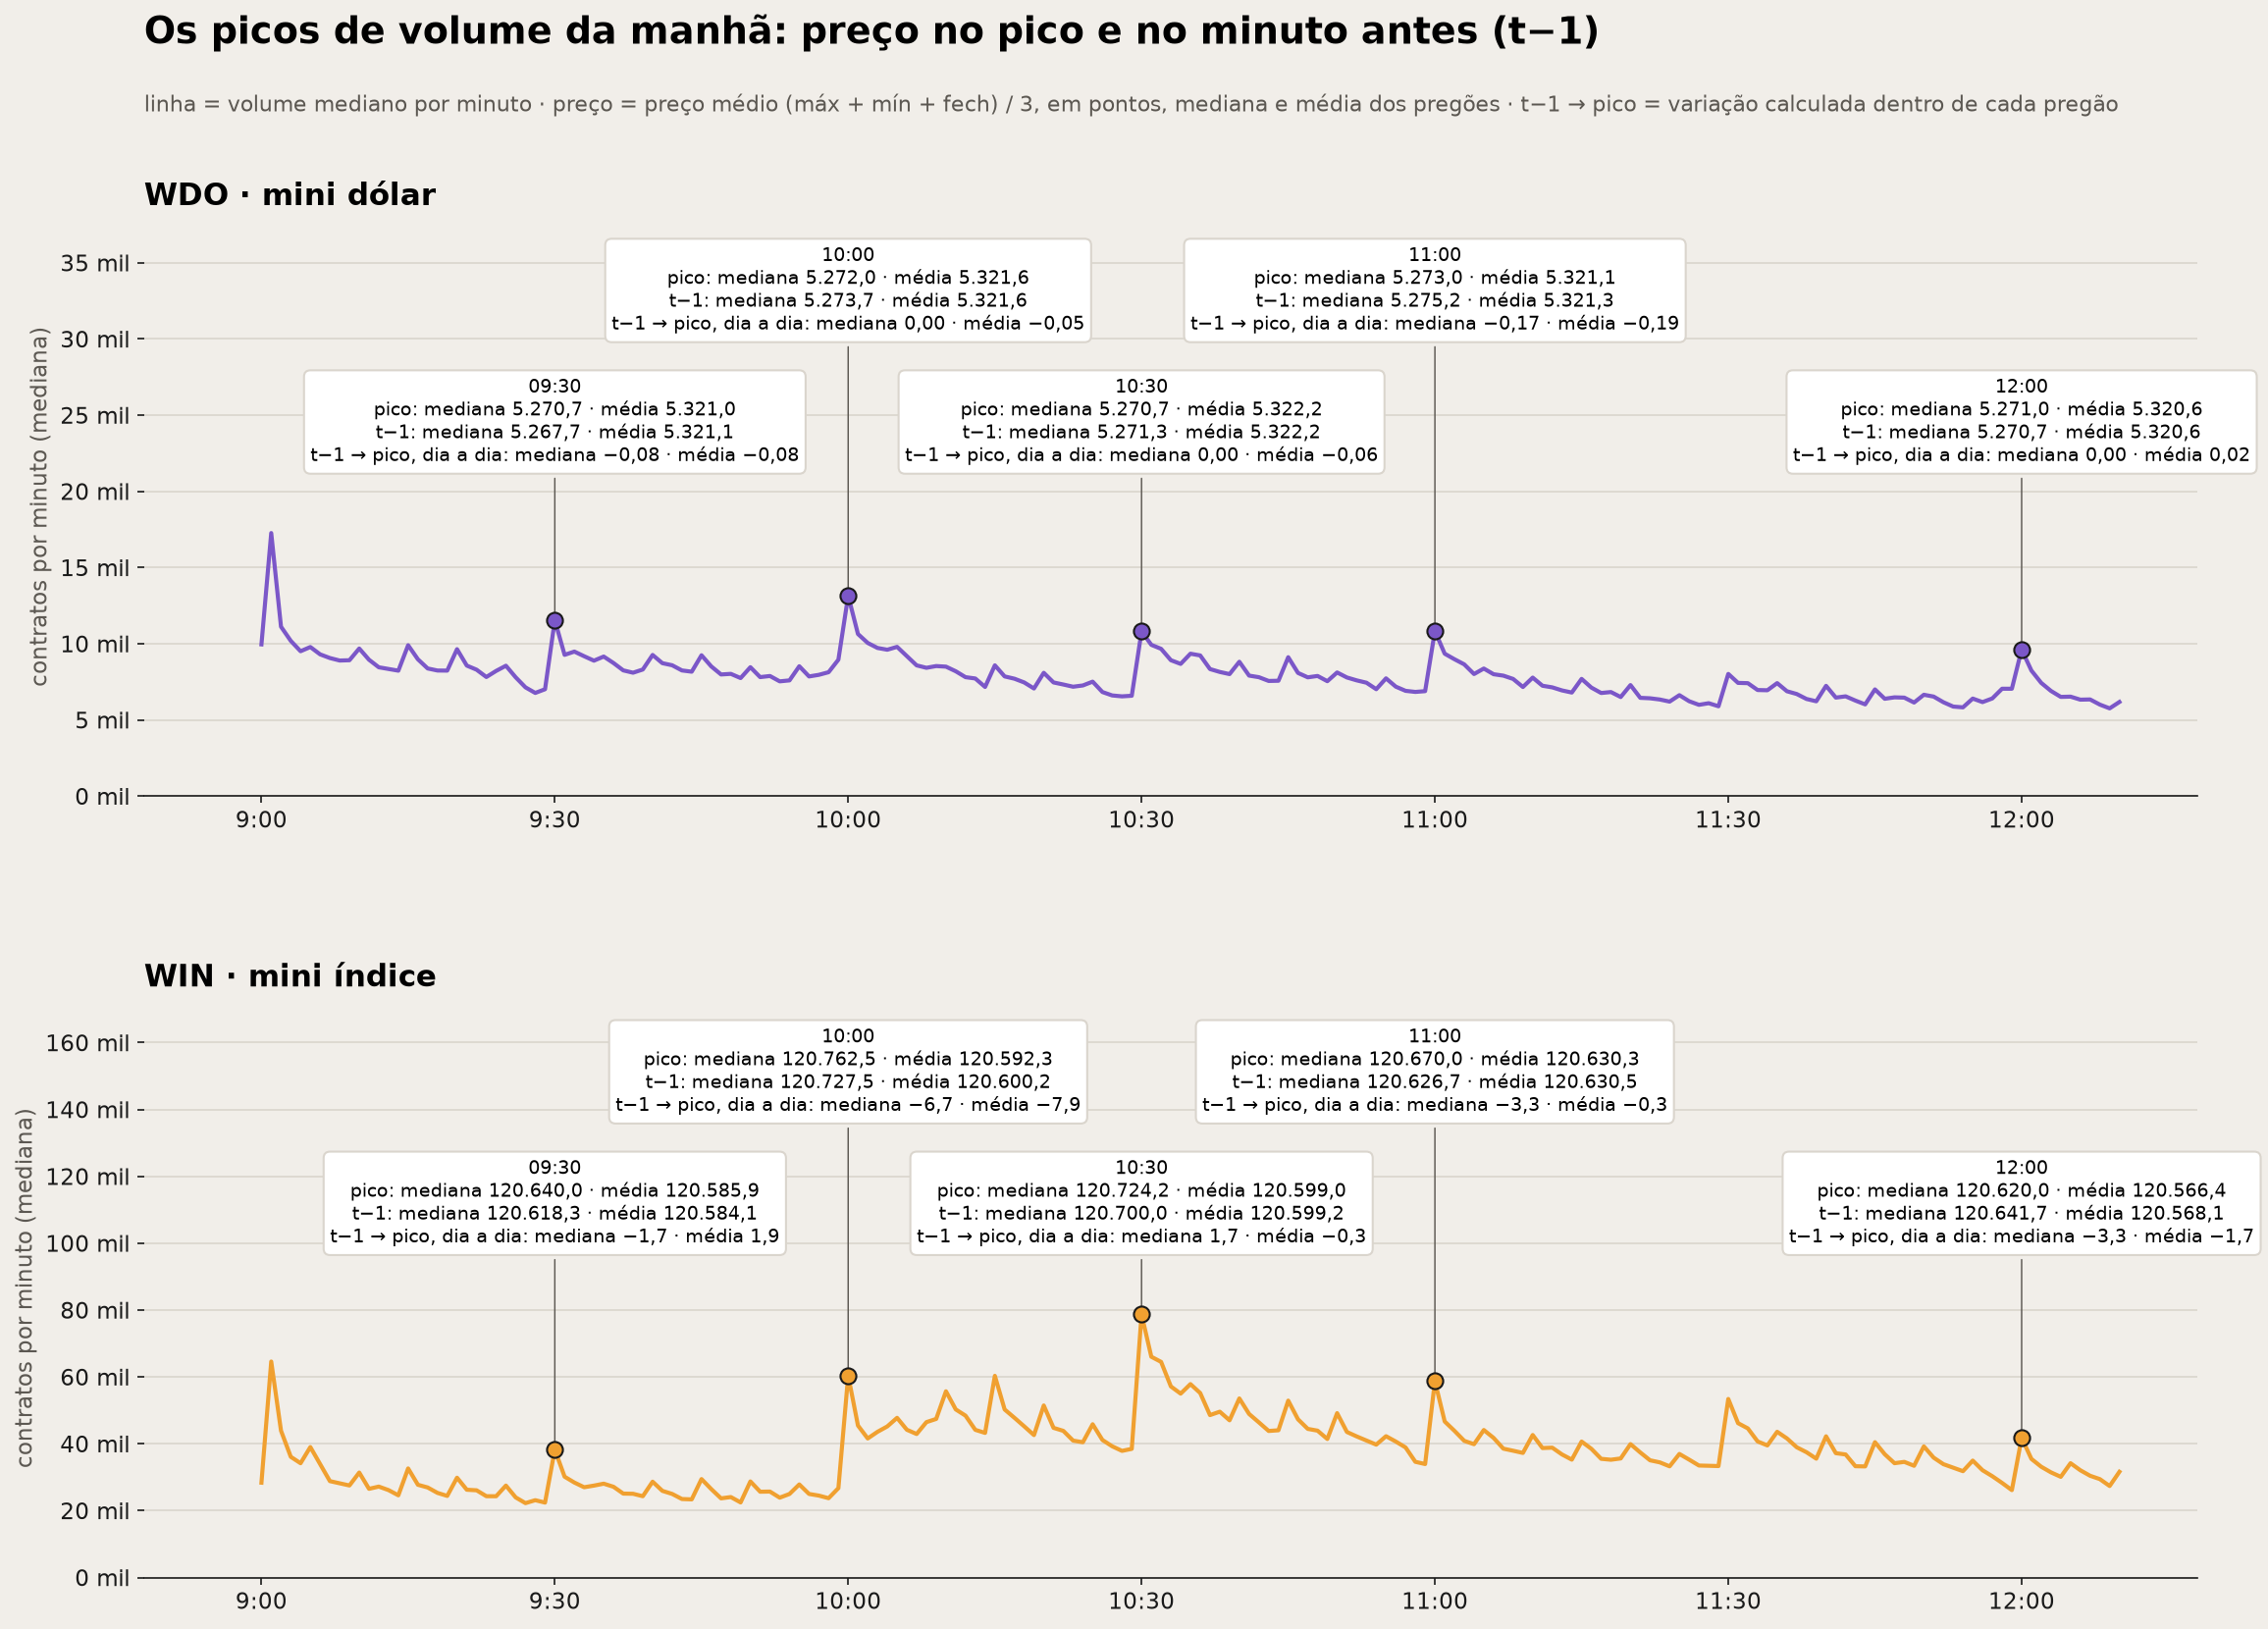 Os picos de volume da manhã: preço no pico e no minuto antes (t−1)
linha = volume mediano por minuto · preço = preço médio (máx + mín + fech) / 3, em pontos, mediana e média dos pregões · t−1 → pico = variação calculada dentro de cada pregão
WDO · mini dólar
contratos por minuto (mediana)
35 mil
30 mil
25 mil
20 mil
15 mil
10 mil
5 mil
0 mil
10:00
pico: mediana 5.272,0 · média 5.321,6
t−1: mediana 5.273,7 · média 5.321,6
t−1 → pico, dia a dia: mediana 0,00 · média −0,05
11:00
pico: mediana 5.273,0 · média 5.321,1
t−1: mediana 5.275,2 · média 5.321,3
t−1 → pico, dia a dia: mediana −0,17 · média −0,19
09:30
pico: mediana 5.270,7 · média 5.321,0
t−1: mediana 5.267,7 · média 5.321,1
t−1 → pico, dia a dia: mediana −0,08 · média −0,08
10:30
pico: mediana 5.270,7 · média 5.322,2
t−1: mediana 5.271,3 · média 5.322,2
t−1 → pico, dia a dia: mediana 0,00 · média −0,06
12:00
pico: mediana 5.271,0 · média 5.320,6
t−1: mediana 5.270,7 · média 5.320,6
t−1 → pico, dia a dia: mediana 0,00 · média 0,02
9:00 9:30 10:00 10:30 11:00 11:30 12:00
WIN · mini índice
contratos por minuto (mediana)
160 mil
140 mil
120 mil
100 mil
80 mil
60 mil
40 mil
20 mil
0 mil
10:00
pico: mediana 120.762,5 · média 120.592,3
t−1: mediana 120.727,5 · média 120.600,2
t−1 → pico, dia a dia: mediana −6,7 · média −7,9
11:00
pico: mediana 120.670,0 · média 120.630,3
t−1: mediana 120.626,7 · média 120.630,5
t−1 → pico, dia a dia: mediana −3,3 · média −0,3
09:30
pico: mediana 120.640,0 · média 120.585,9
t−1: mediana 120.618,3 · média 120.584,1
t−1 → pico, dia a dia: mediana −1,7 · média 1,9
10:30
pico: mediana 120.724,2 · média 120.599,0
t−1: mediana 120.700,0 · média 120.599,2
t−1 → pico, dia a dia: mediana 1,7 · média −0,3
12:00
pico: mediana 120.620,0 · média 120.566,4
t−1: mediana 120.641,7 · média 120.568,1
t−1 → pico, dia a dia: mediana −3,3 · média −1,7
9:00 9:30 10:00 10:30 11:00 11:30 12:00